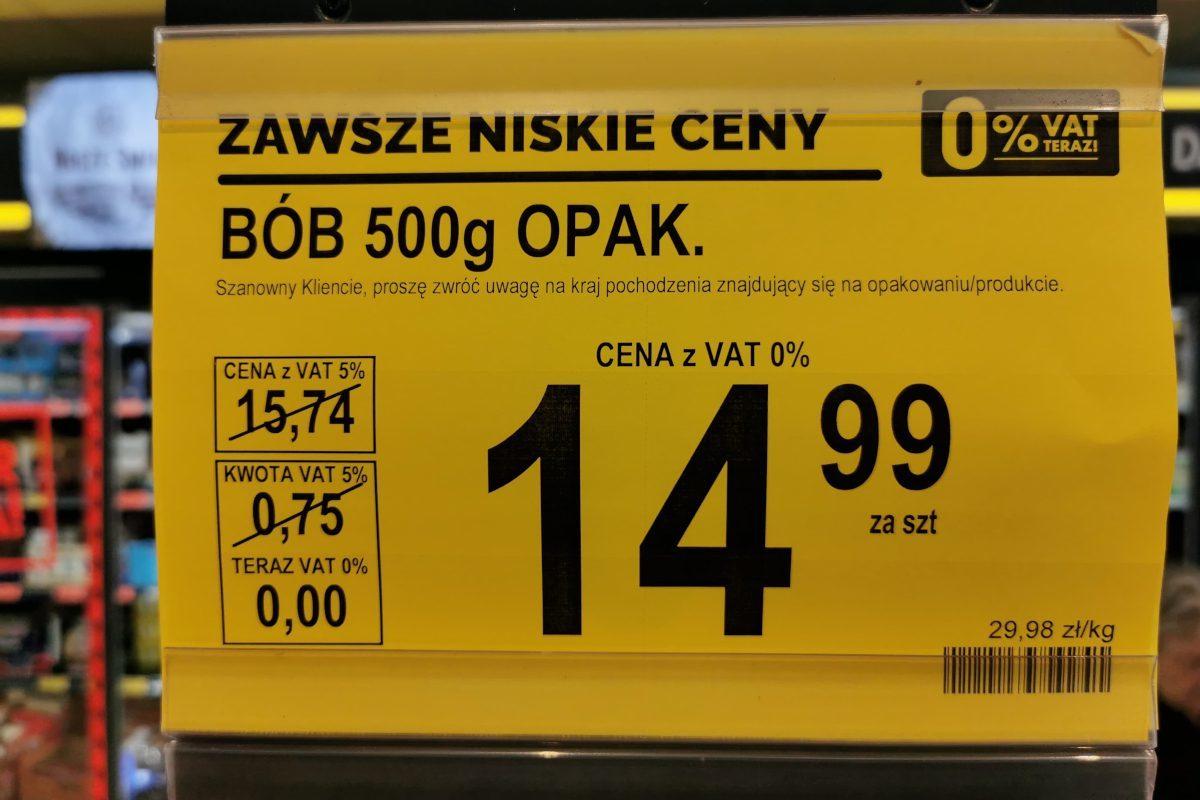 ZAWSZE NISKIE CENY
0% VAT
TERAZ!
BÓB 500g OPAK.
Szanowny Kliencie, proszę zwróć uwagę na kraj pochodzenia znajdujący się na opakowaniu/produkcie.
CENA z VAT 5%
15,74
KWOTA VAT 5%
0,75
TERAZ VAT 0%
0,00
CENA z VAT 0%
14 99
za szt
29,98 zł/kg